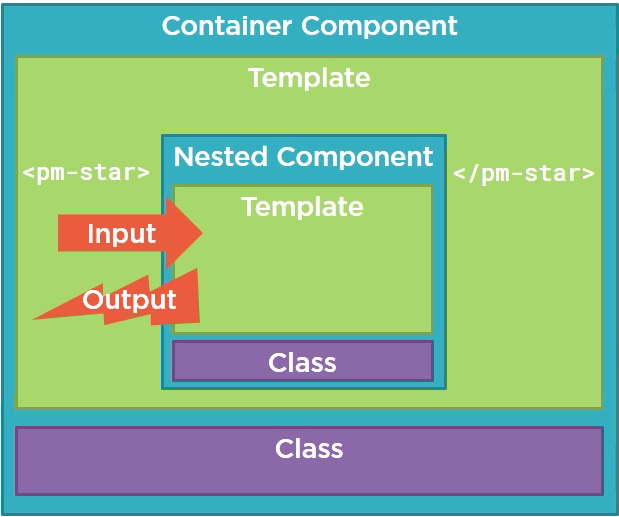 Container Component
Template
<pm-star>
Nested Component
</pm-star>
Template
Input
Output
Class
Class